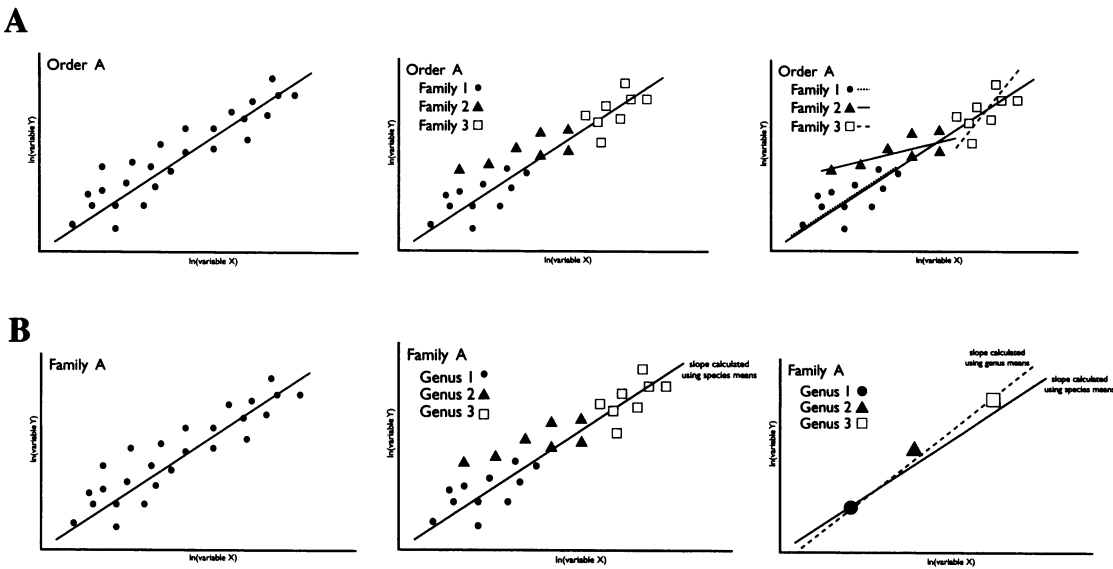 A
Order A
ln(variable Y)
ln(variable X)
Order A
Family 1
Family 2
Family 3
ln(variable Y)
ln(variable X)
Order A
Family 1
Family 2
Family 3
ln(variable Y)
ln(variable X)
B
Family A
ln(variable Y)
ln(variable X)
Family A
Genus 1
Genus 2
Genus 3
slope calculated
using species means
ln(variable Y)
ln(variable X)
Family A
Genus 1
Genus 2
Genus 3
slope calculated
using genus means
slope calculated
using species means
ln(variable Y)
ln(variable X)